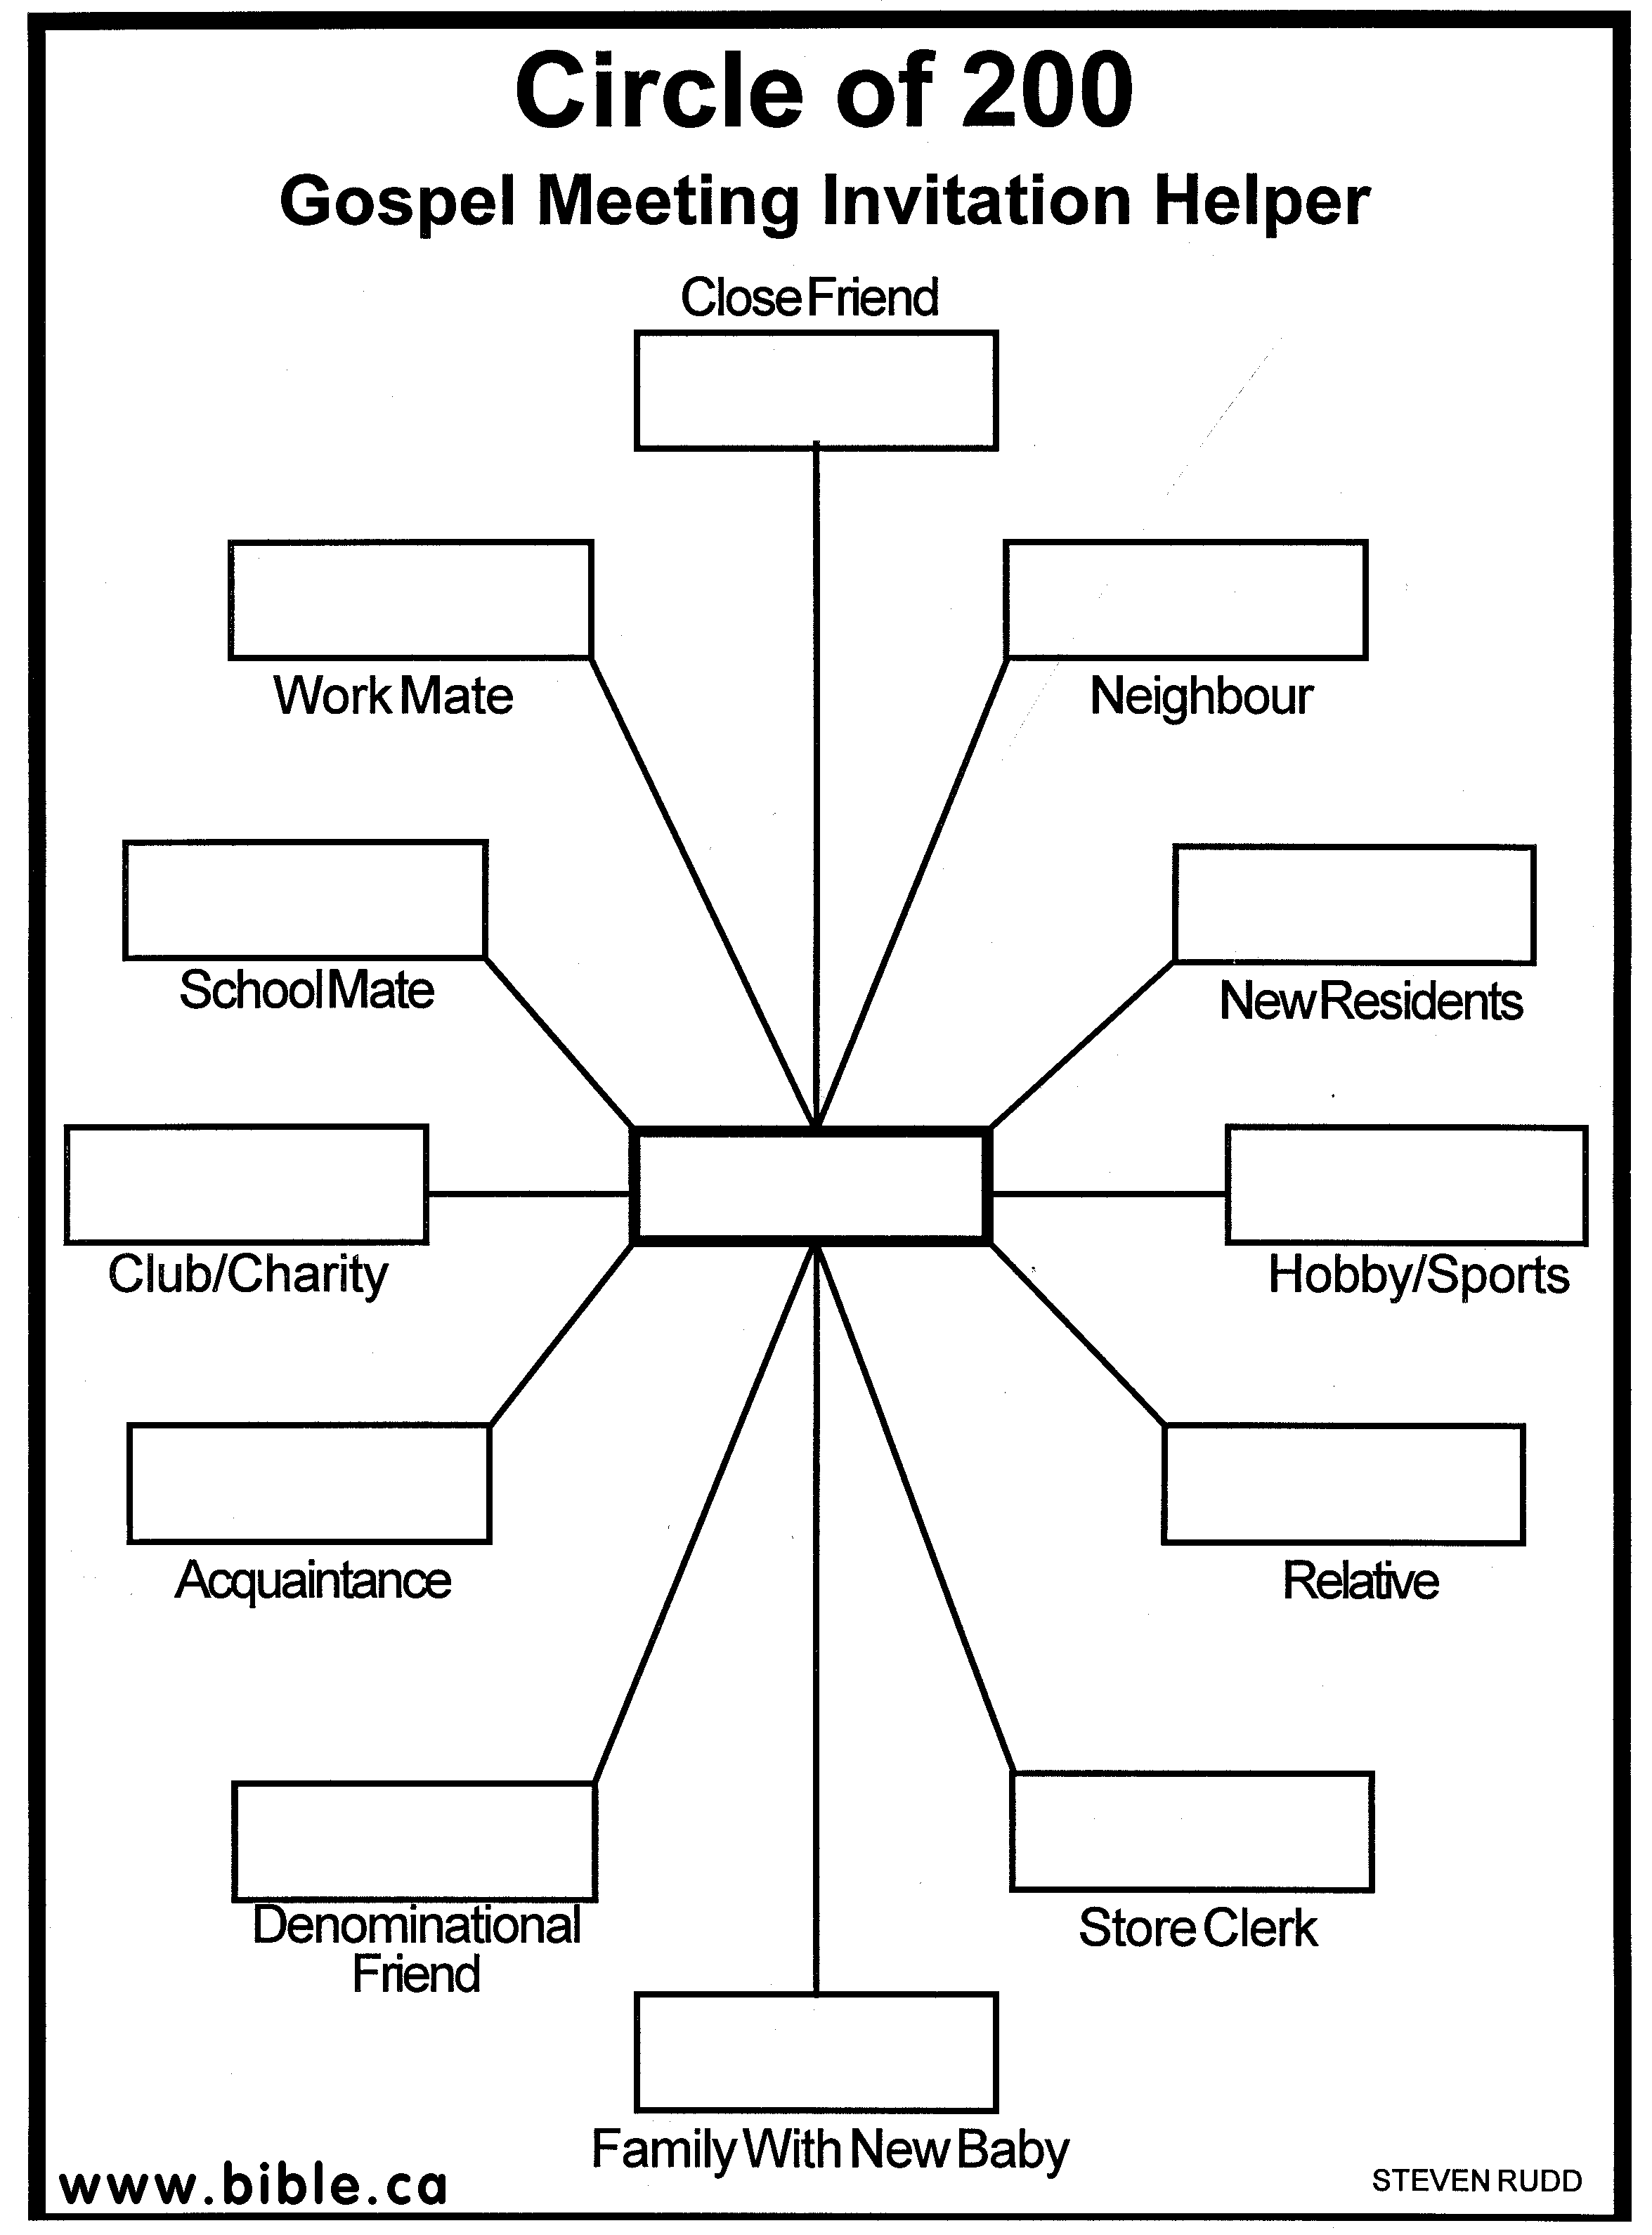 Circle of 200
Gospel Meeting Invitation Helper
Close Friend
Work Mate
Neighbour
School Mate
New Residents
Club/Charity
Hobby/Sports
Acquaintance
Relative
Denominational
Friend
Store Clerk
Family With New Baby
www.bible.ca
STEVEN RUDD